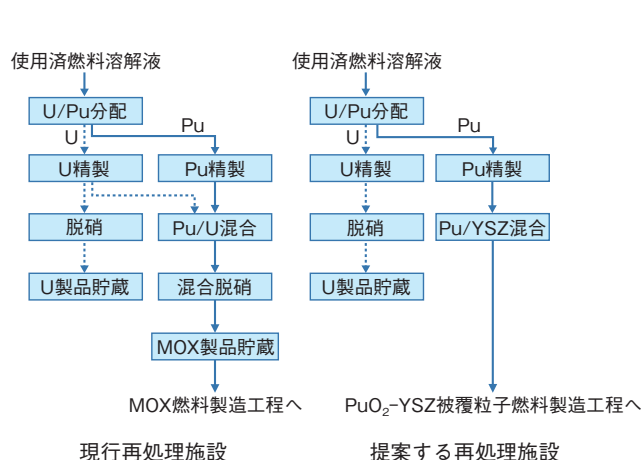 使用済燃料溶解液
U/Pu分配
U
Pu
U精製
Pu精製
脱硝
Pu/U混合
U製品貯蔵
混合脱硝
MOX製品貯蔵
MOX燃料製造工程へ
現行再処理施設
使用済燃料溶解液
U/Pu分配
U
Pu
U精製
Pu精製
脱硝
Pu/YSZ混合
U製品貯蔵
PuO₂-YSZ被覆粒子燃料製造工程へ
提案する再処理施設